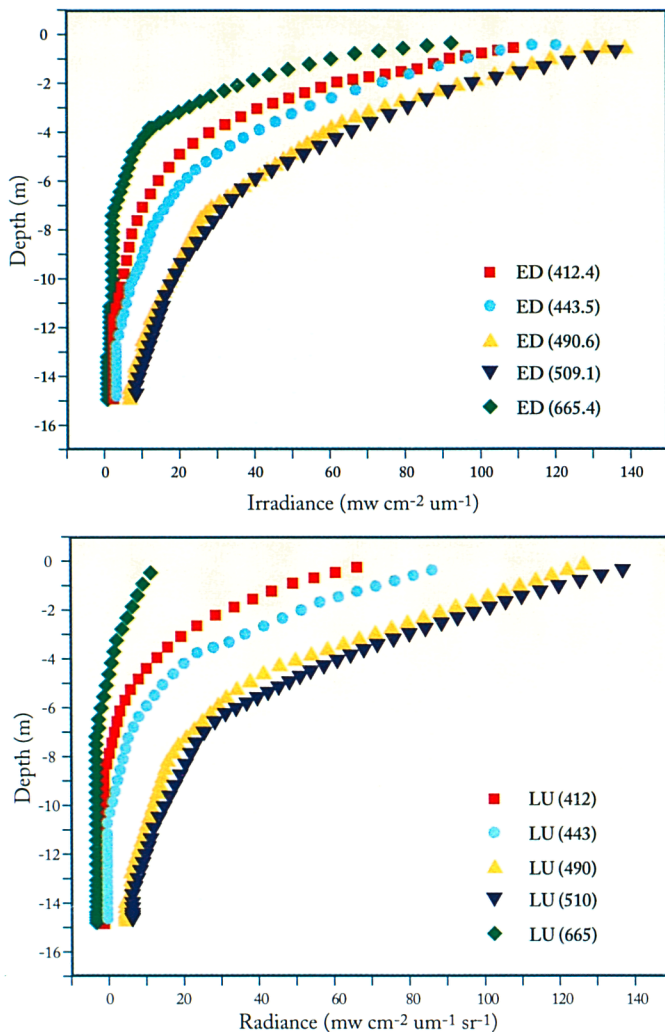 0
-2
-4
-6
-8
-10
-12
-14
-16
Depth (m)
ED (412.4)
ED (443.5)
ED (490.6)
ED (509.1)
ED (665.4)
0 20 40 60 80 100 120 140
Irradiance (mw cm-2 um-1)
0
-2
-4
-6
-8
-10
-12
-14
-16
Depth (m)
LU (412)
LU (443)
LU (490)
LU (510)
LU (665)
0 20 40 60 80 100 120 140
Radiance (mw cm-2 um-1 sr-1)